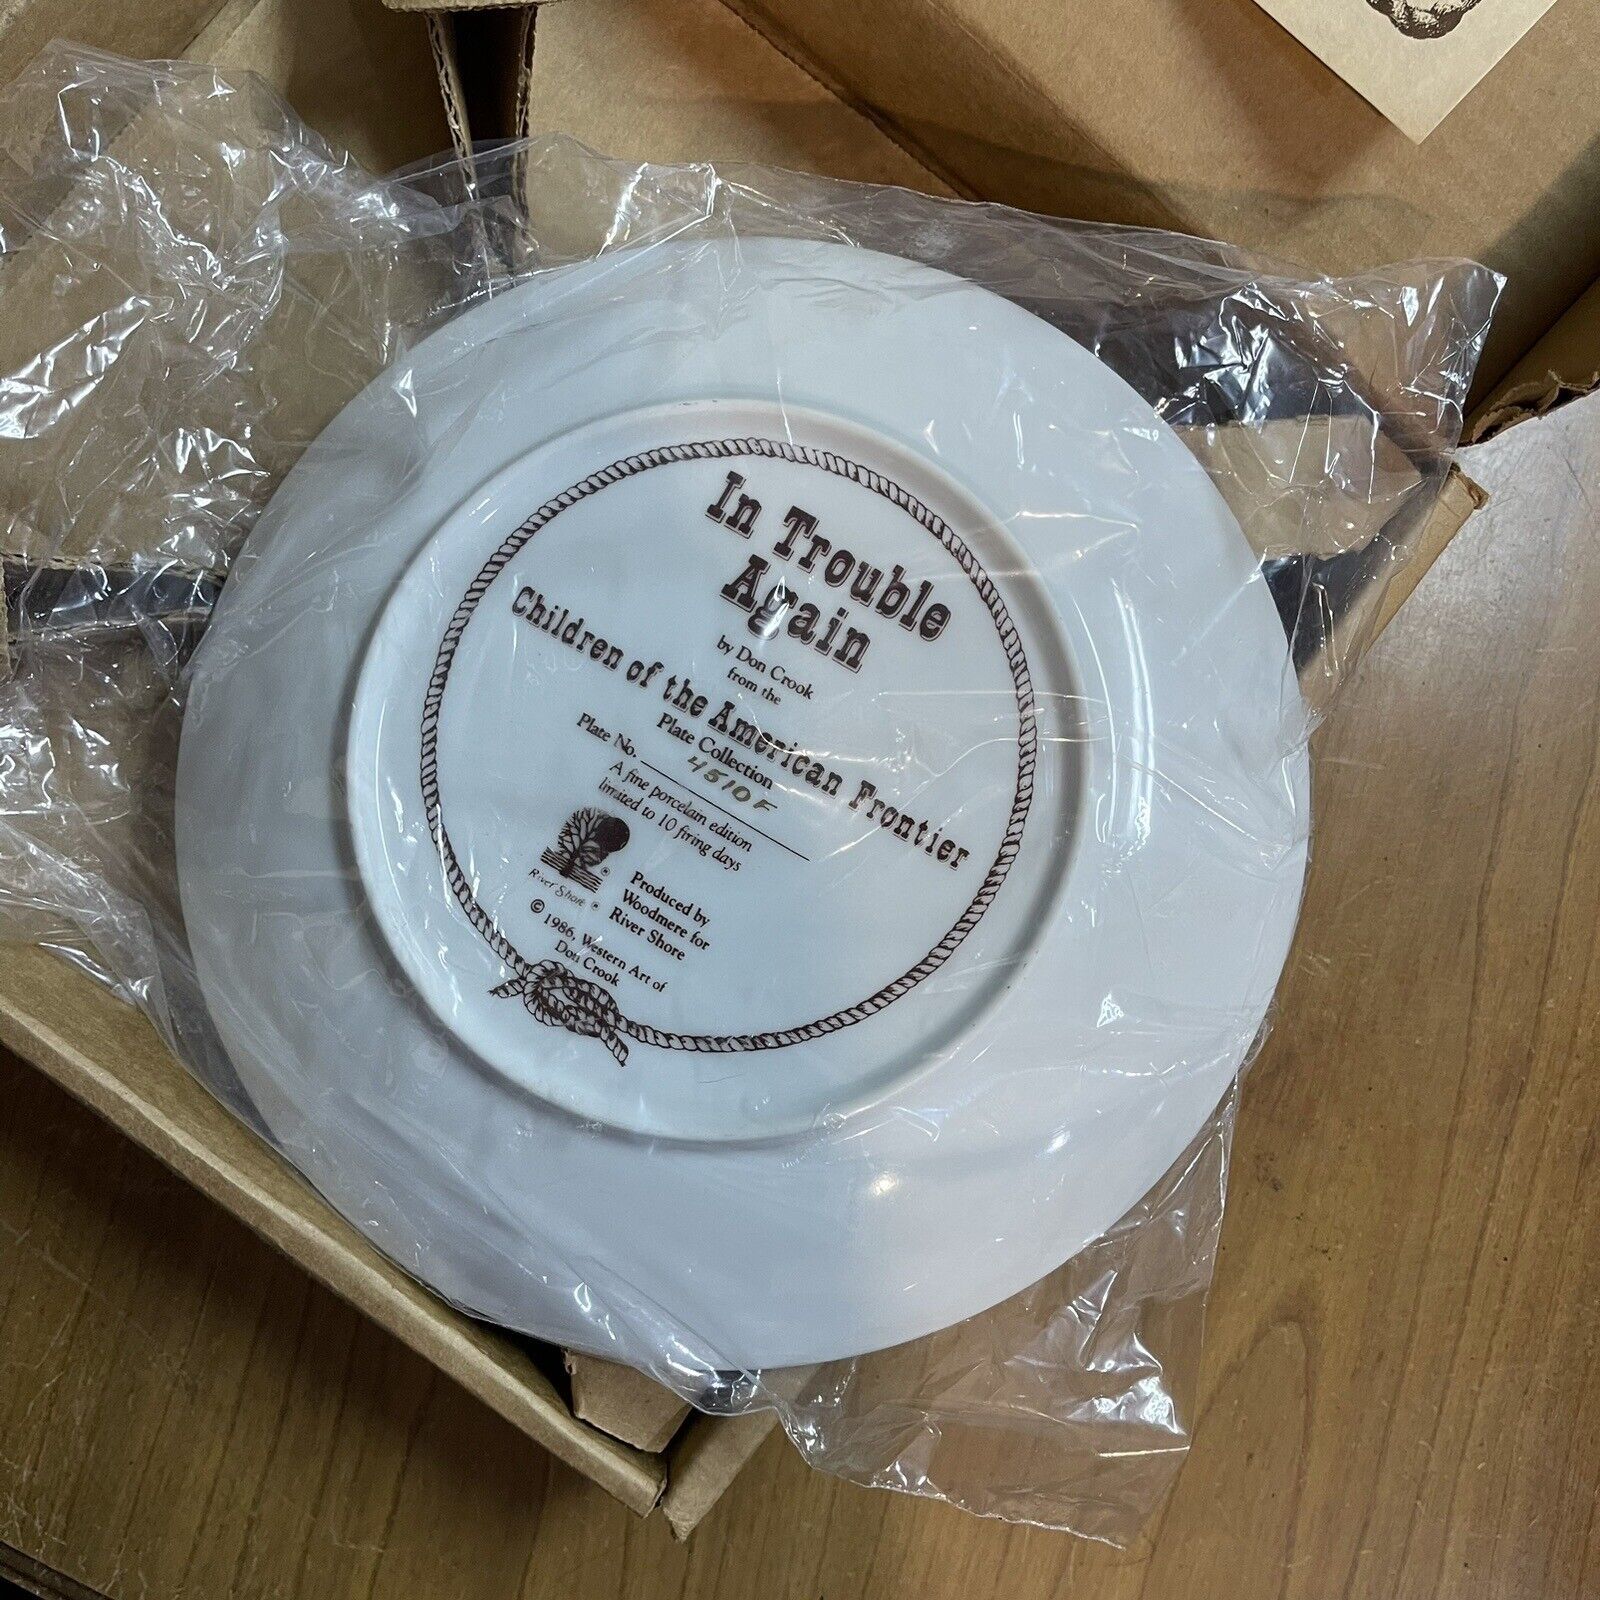 In Trouble
Again
by Don Crook
from the
Children of the American Frontier
Plate Collection
Plate No. 4510F
A fine porcelain edition
limited to 10 firing days
River Shore ®
Produced by
Woodmere for
River Shore
© 1986, Western Art of
Don Crook